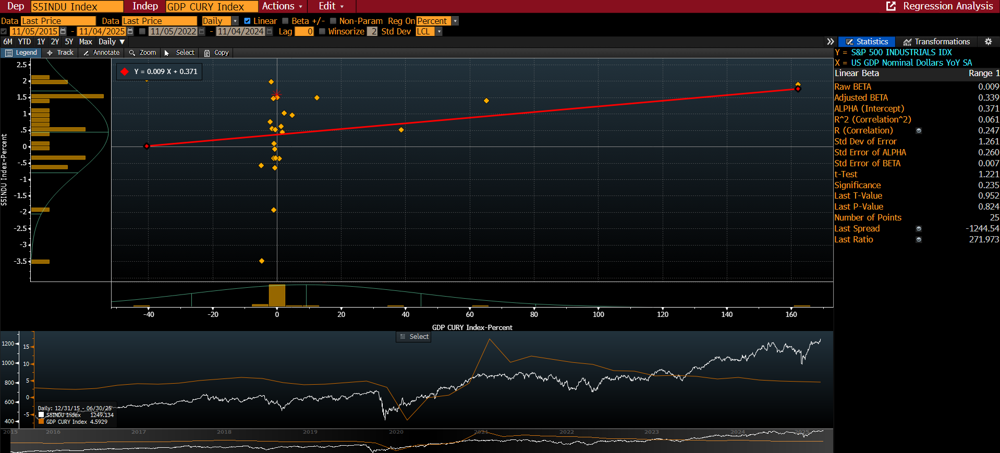 Dep S5INDU Index Indep GDP CURY Index Actions Edit Regression Analysis
Data Last Price Data Last Price Daily Linear Beta +/- Non-Param Reg On Percent
11/05/2015 - 11/04/2025 11/05/2022 - 11/04/2024 Lag 0 Winsorize 2 Std Dev LCL
6M YTD 1Y 2Y 5Y Max Daily ▼ Statistics Transformations
Legend Track Annotate Zoom Select Copy
Y = S&P 500 INDUSTRIALS IDX
X = US GDP Nominal Dollars YoY SA
Linear Beta Range 1
Raw BETA 0.009
Adjusted BETA 0.339
ALPHA (Intercept) 0.371
R^2 (Correlation^2) 0.061
R (Correlation) 0.247
Std Dev of Error 1.261
Std Error of ALPHA 0.260
Std Error of BETA 0.007
t-Test 1.221
Significance 0.235
Last T-Value 0.952
Last P-Value 0.824
Number of Points 25
Last Spread -1244.54
Last Ratio 271.973
Y = 0.009 X + 0.371
S5INDU Index-Percent
2.5
2
1.5
1
.5
0
-.5
-1
-1.5
-2
-2.5
-3
-3.5
-40 -20 0 20 40 60 80 100 120 140 160
GDP CURY Index-Percent
Select
1200
1000
800
600
400
15
10
5
0
-5
Daily: 12/31/15 - 06/30/25
S5INDU Index 1249.134
GDP CURY Index 4.5929
2015 2016 2017 2018 2019 2020 2021 2022 2023 2024 2025